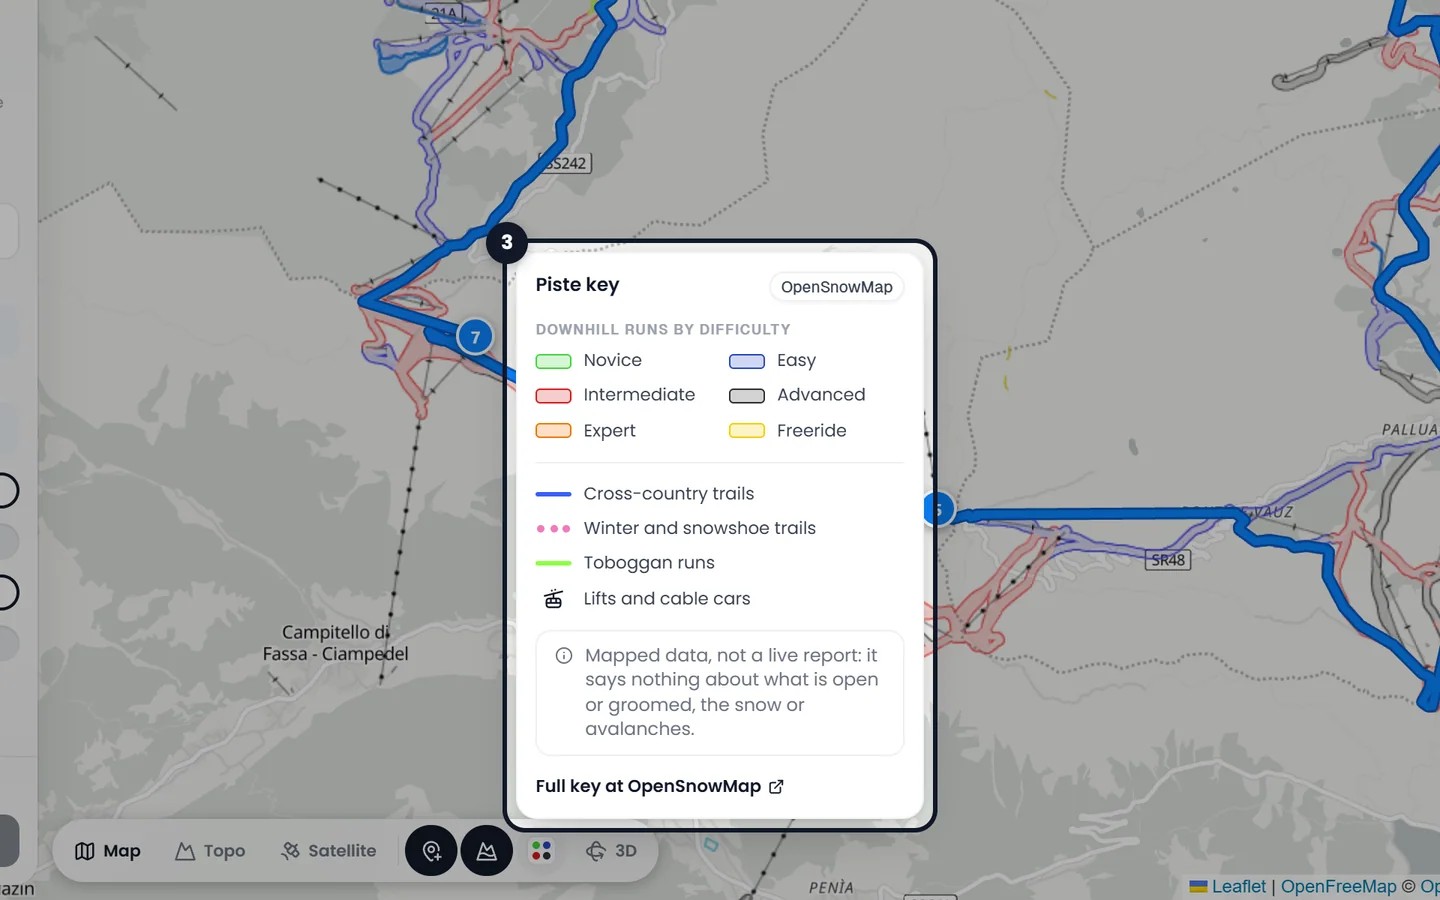 21A
SS242
3
Piste key
OpenSnowMap
DOWNHILL RUNS BY DIFFICULTY
Novice
Easy
Intermediate
Advanced
Expert
Freeride
7
Cross-country trails
Winter and snowshoe trails
Toboggan runs
Lifts and cable cars
Mapped data, not a live report: it
says nothing about what is open
or groomed, the snow or
avalanches.
Full key at OpenSnowMap
PALLUA
SR48
Campitello di
Fassa - Ciampedel
Map
Topo
Satellite
3D
PENÌA
Leaflet | OpenFreeMap ©